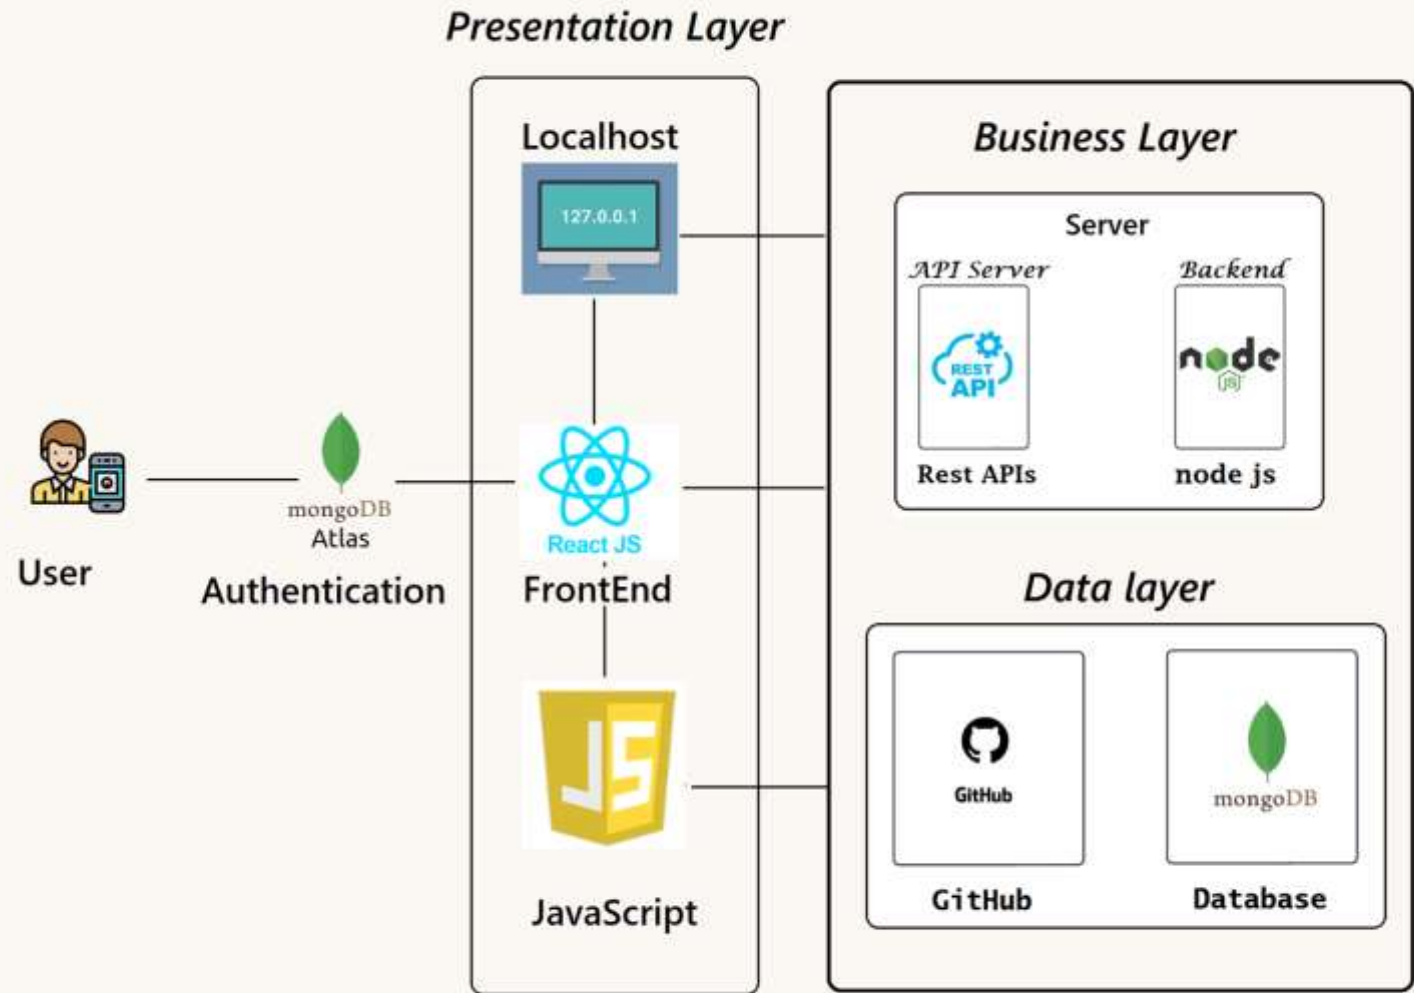 Presentation Layer
Localhost
127.0.0.1
Business Layer
Server
API Server
Backend
REST
API
node
JS
Rest APIs
node js
mongoDB
Atlas
User
Authentication
React JS
FrontEnd
Data layer
JS
JavaScript
GitHub
mongoDB
GitHub
Database